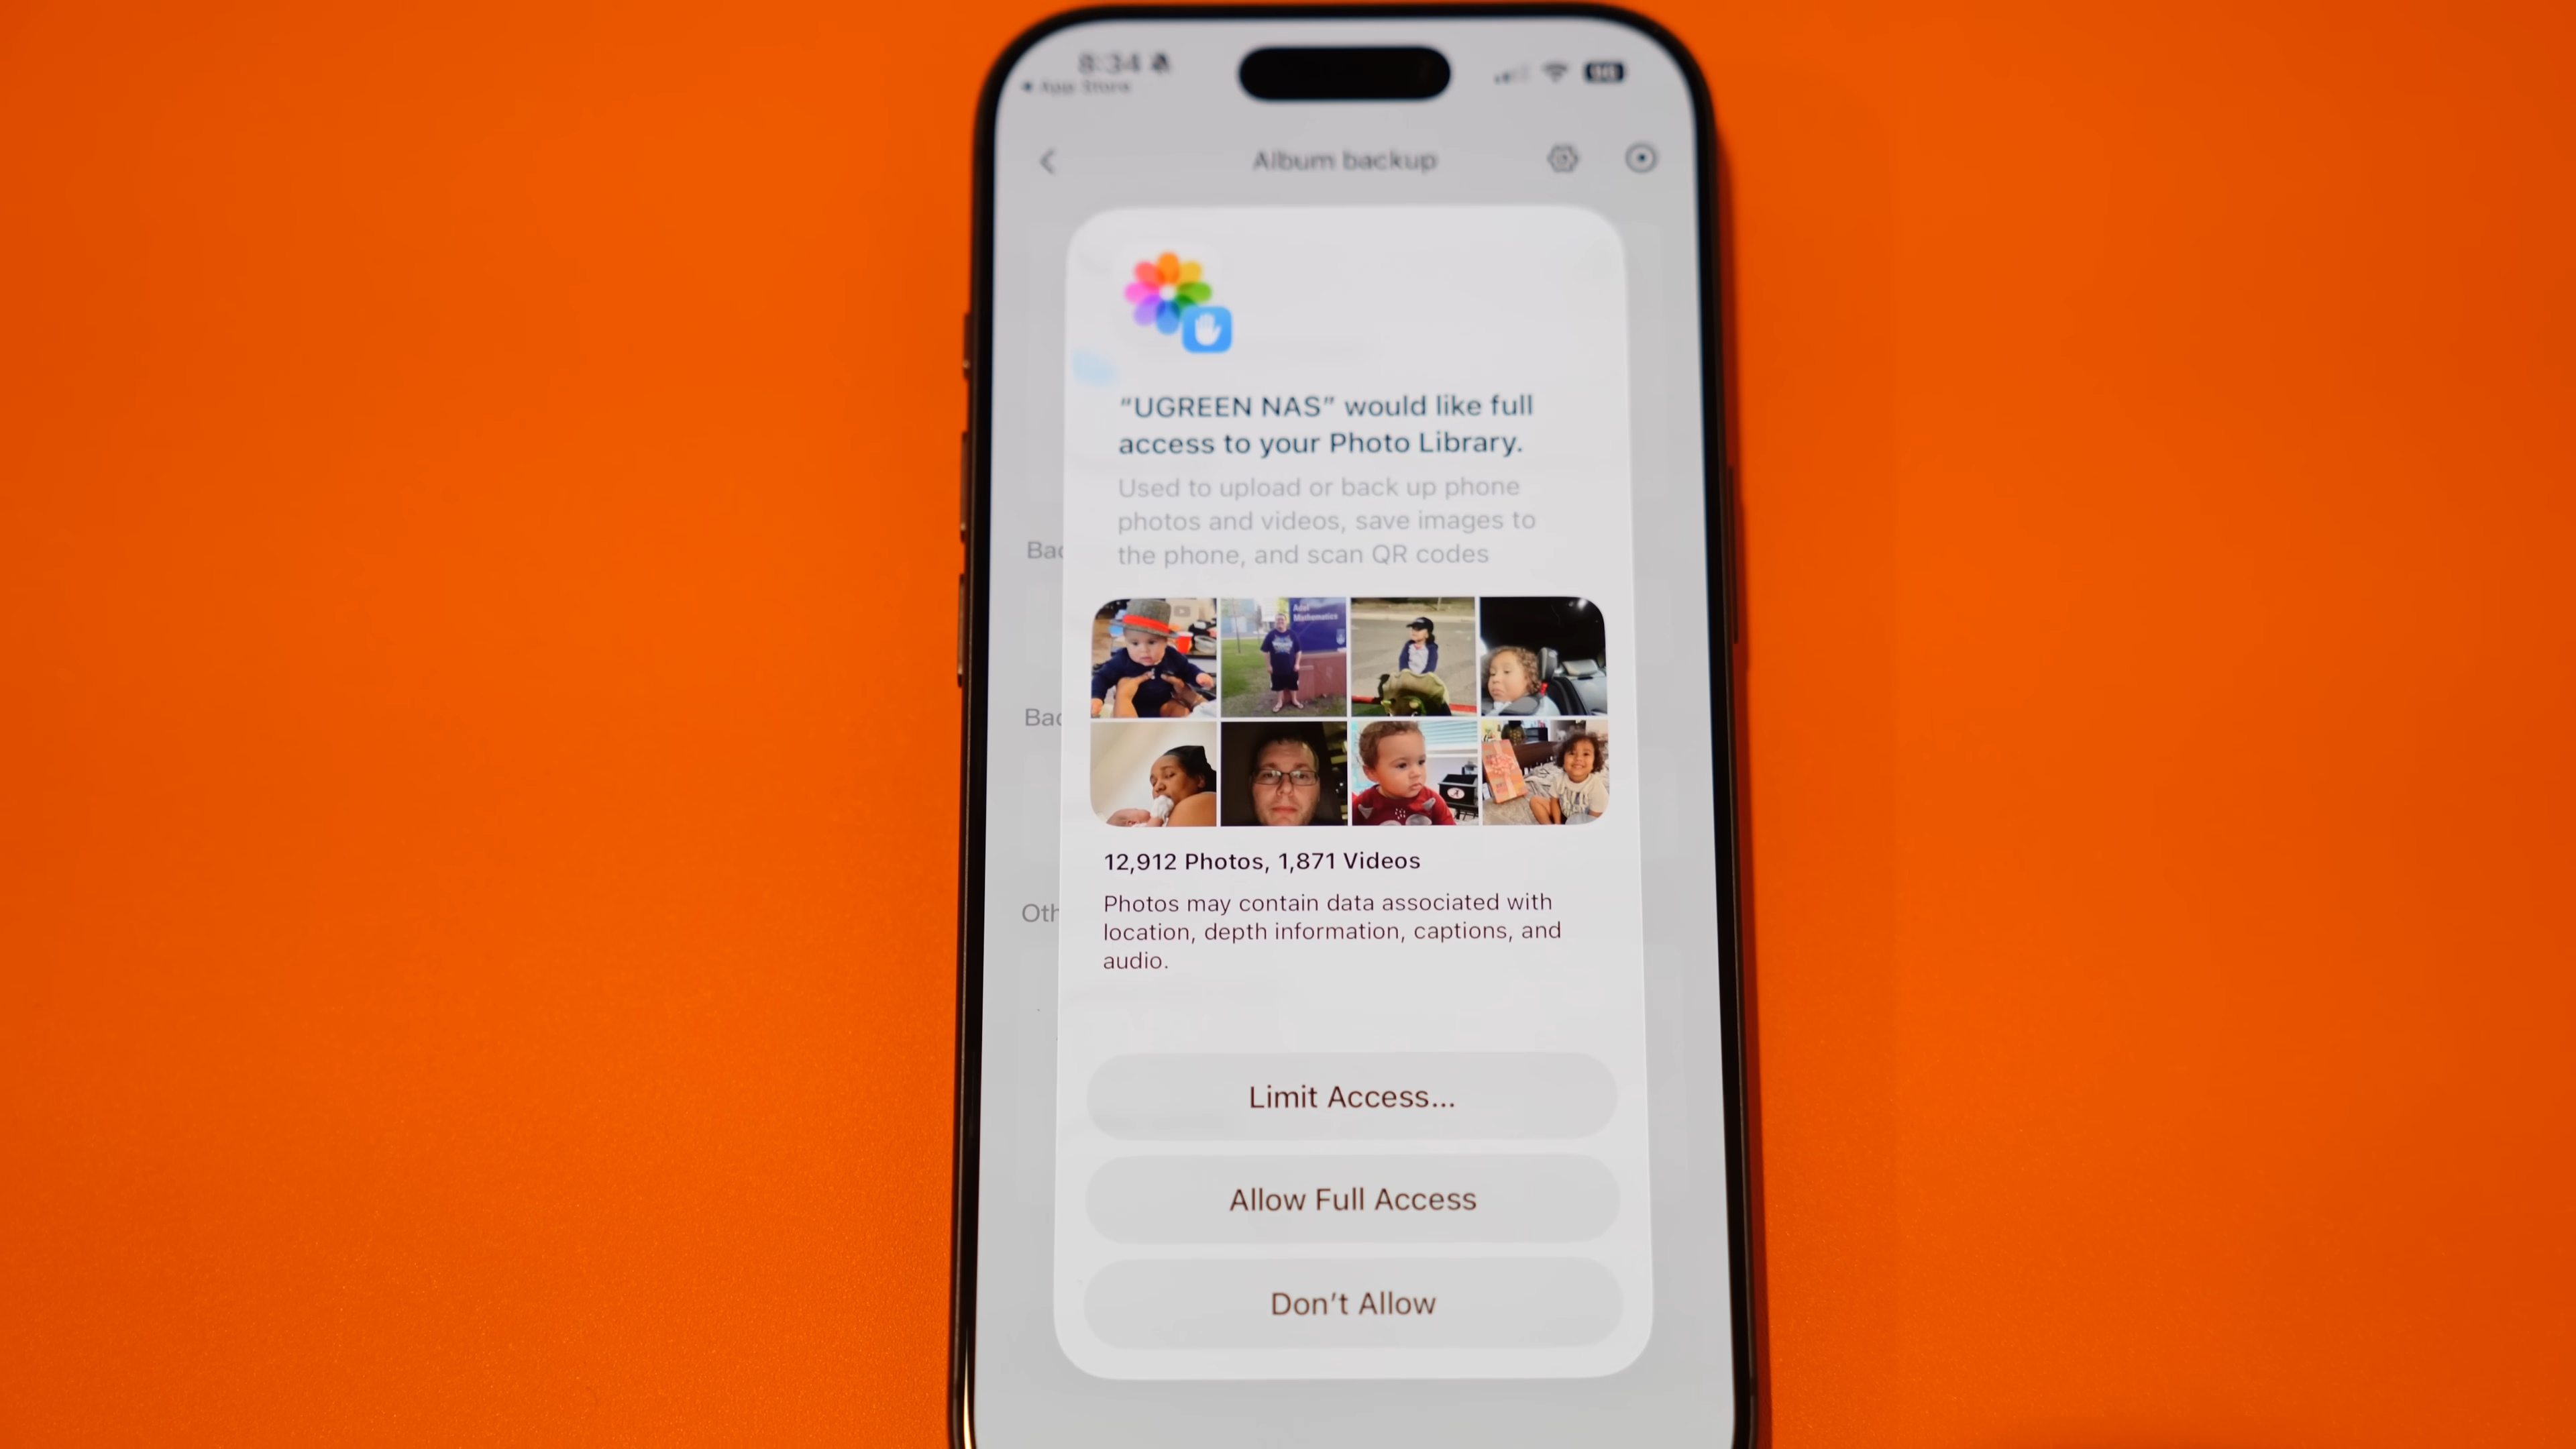 8:34
App Store
Album backup
“UGREEN NAS” would like full
access to your Photo Library.
Used to upload or back up phone
photos and videos, save images to
the phone, and scan QR codes
Mathematics
12,912 Photos, 1,871 Videos
Photos may contain data associated with
location, depth information, captions, and
audio.
Limit Access...
Allow Full Access
Don’t Allow